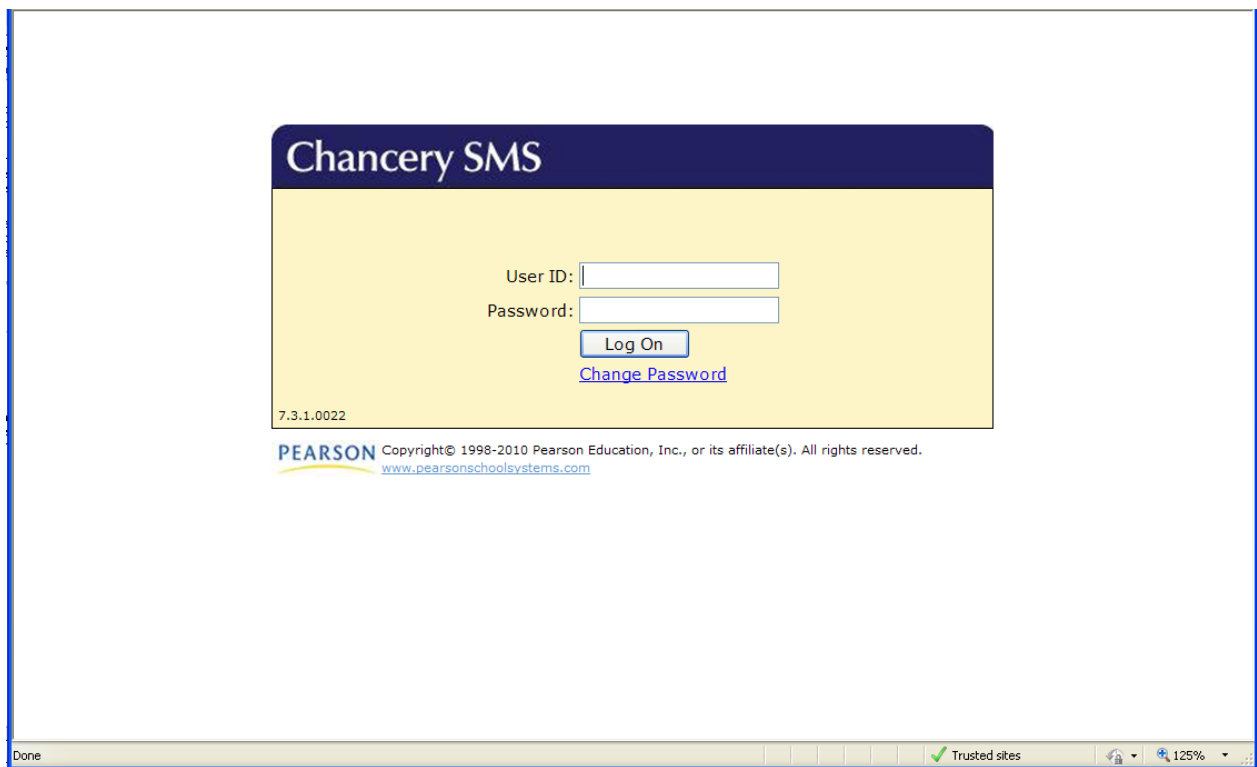 Chancery SMS
User ID:
Password:
Log On
Change Password
7.3.1.0022
PEARSON Copyright© 1998-2010 Pearson Education, Inc., or its affiliate(s). All rights reserved.
www.pearsonschoolsystems.com
Done Trusted sites 125%